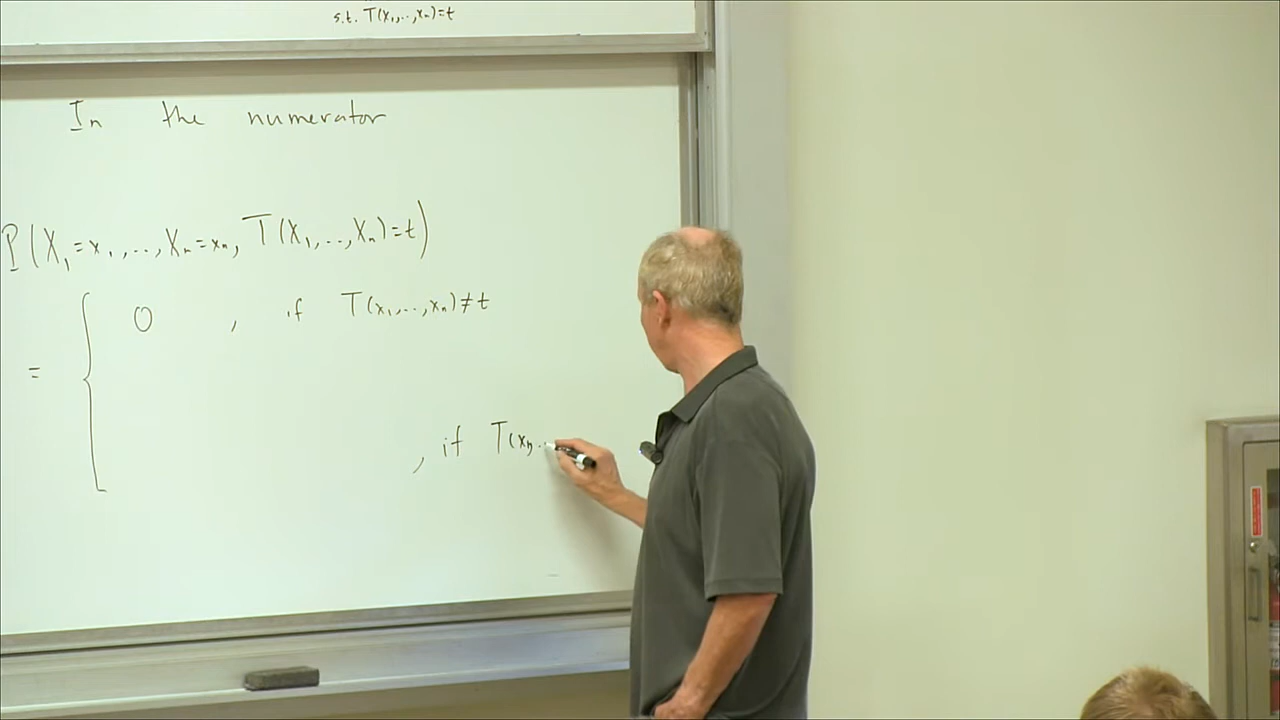 s.t. T(x₁,..,xₙ)=t
In the numerator
P(X₁=x₁,..,Xₙ=xₙ, T(X₁,..,Xₙ)=t)
= { 0 , if T(x₁,..,xₙ)≠t
, if T(x₁,..